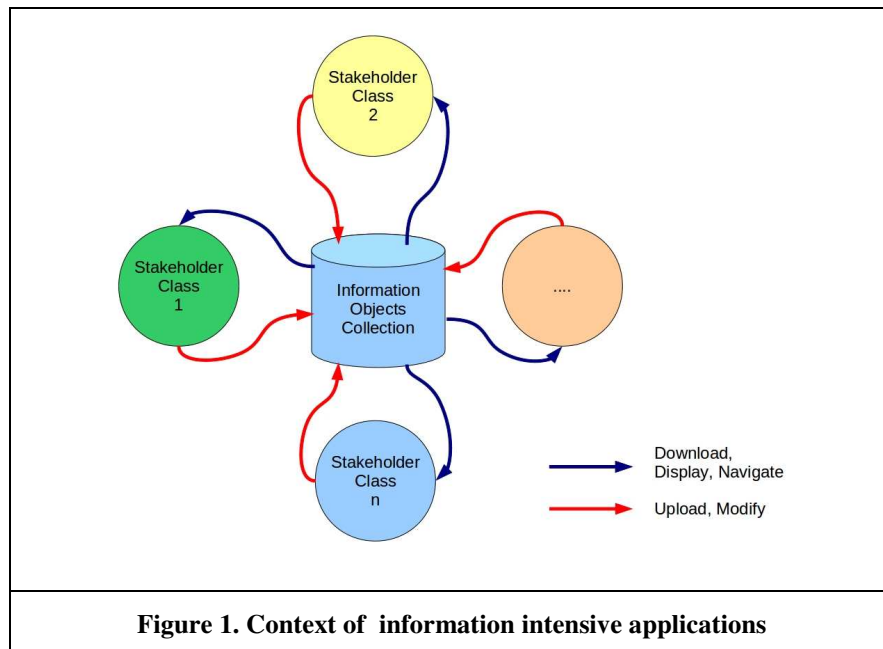 Stakeholder
Class
2
Stakeholder
Class
1
Information
Objects
Collection
....
Stakeholder
Class
n
Download,
Display, Navigate
Upload, Modify
Figure 1. Context of  information intensive applications